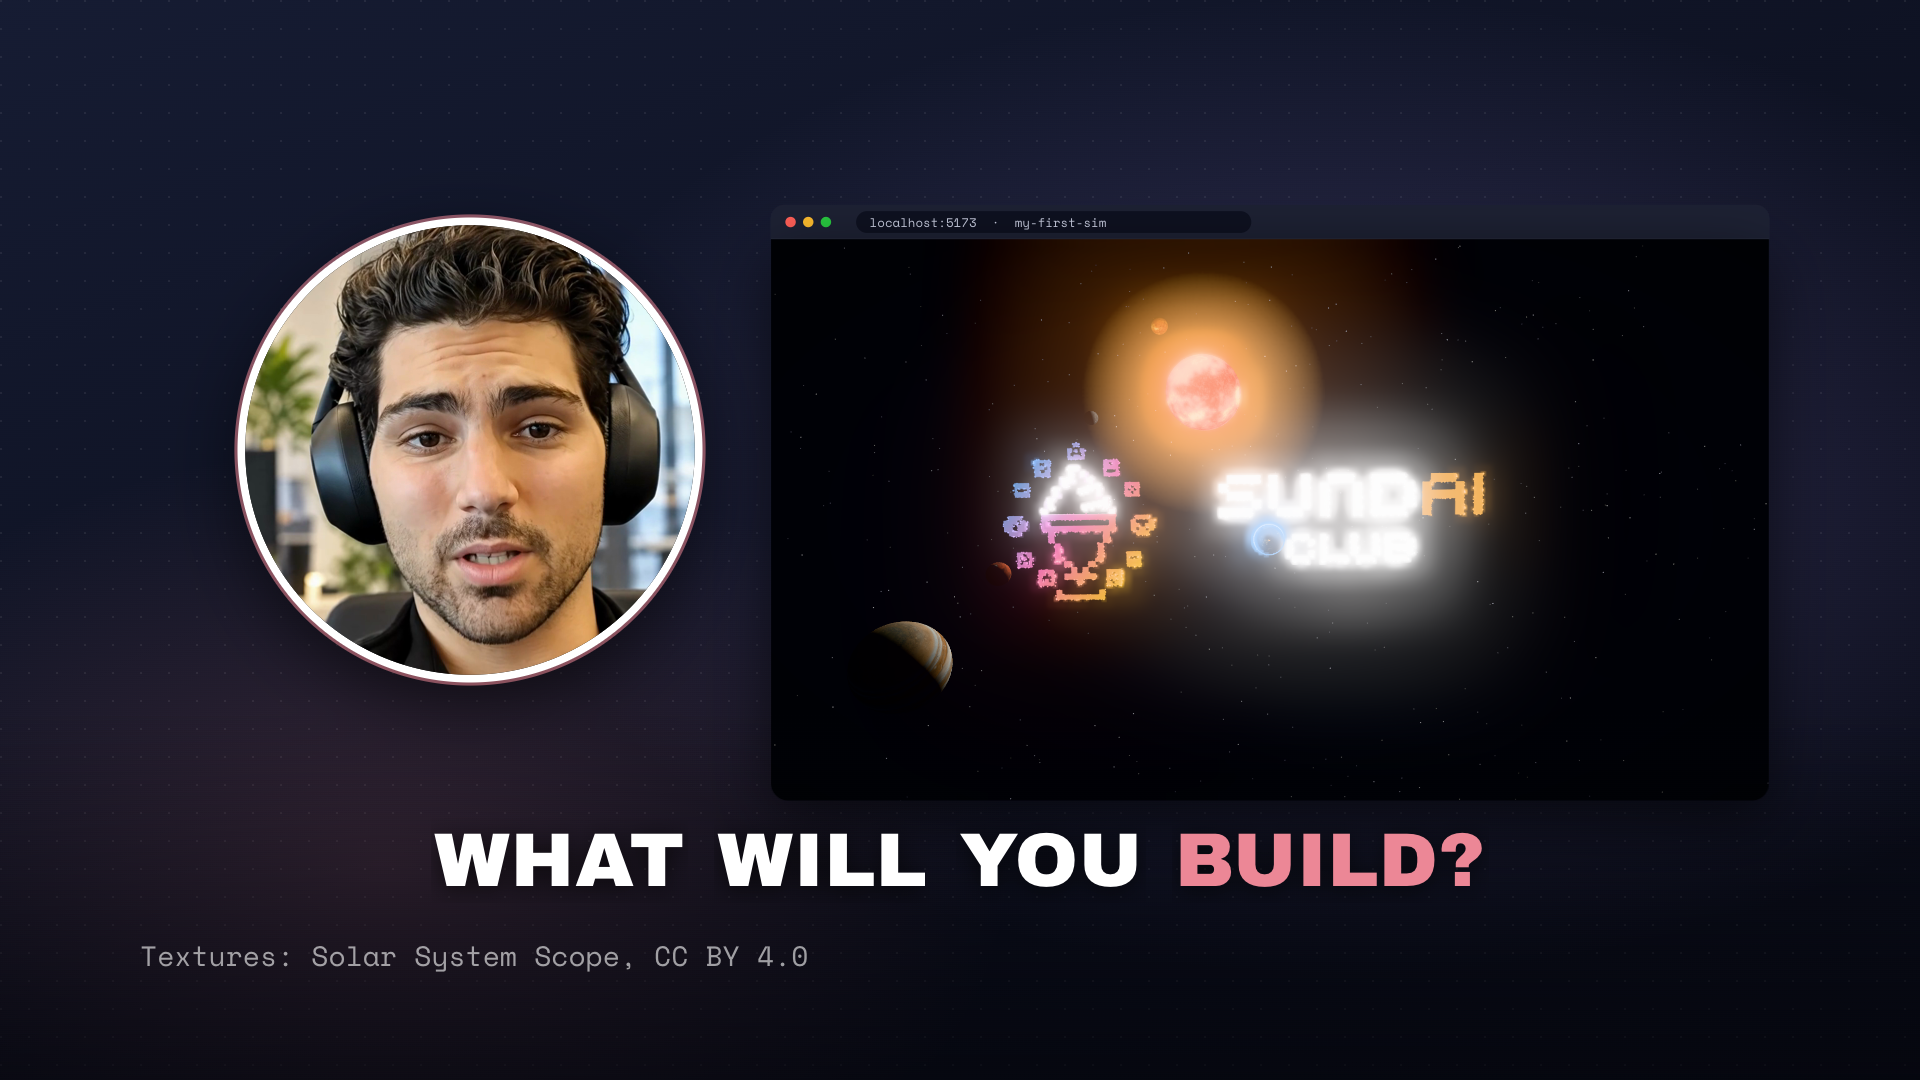 localhost:5173 · my-first-sim
SUNDAI
CLUB
WHAT WILL YOU BUILD?
Textures: Solar System Scope, CC BY 4.0